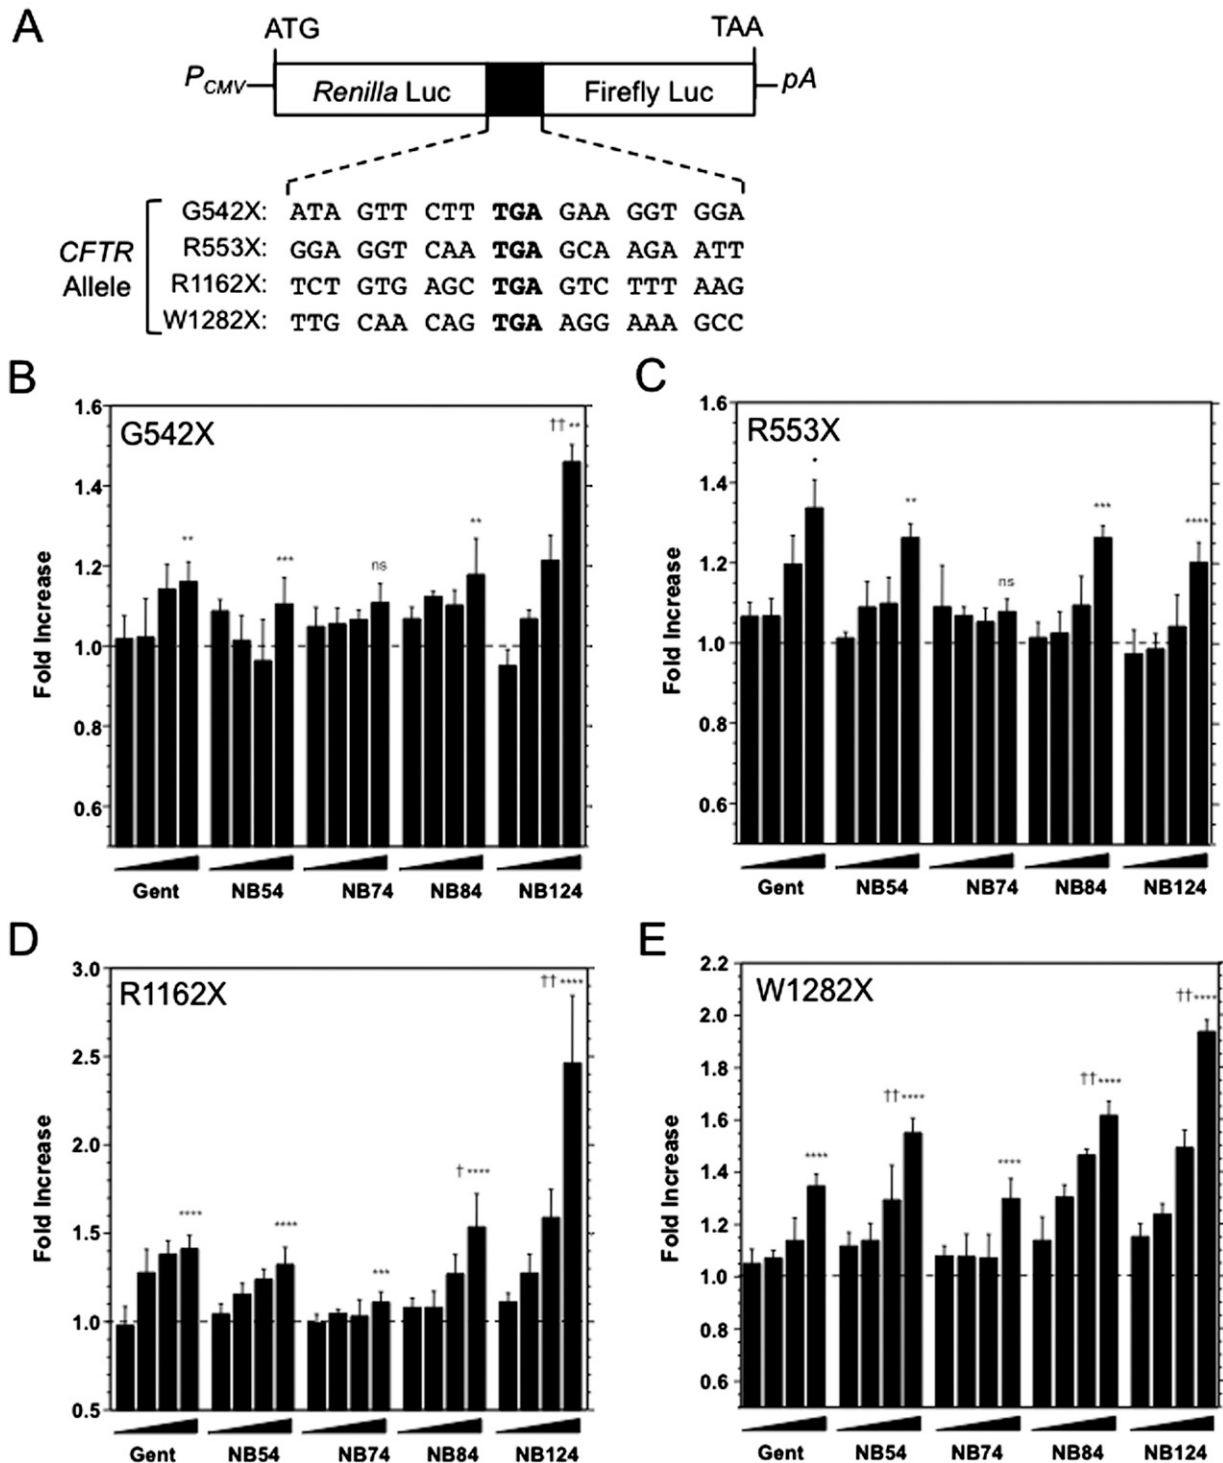 A
ATG
TAA
PCMV
Renilla Luc
Firefly Luc
pA
CFTR
Allele
G542X: ATA GTT CTT TGA GAA GGT GGA
R553X: GGA GGT CAA TGA GCA AGA ATT
R1162X: TCT GTG AGC TGA GTC TTT AAG
W1282X: TTG CAA CAG TGA AGG AAA GCC
B
G542X
Fold Increase
1.6
1.4
1.2
1.0
0.8
0.6
**
***
ns
**
††**
Gent NB54 NB74 NB84 NB124
C
R553X
Fold Increase
1.6
1.4
1.2
1.0
0.8
0.6
*
**
ns
***
****
Gent NB54 NB74 NB84 NB124
D
R1162X
Fold Increase
3.0
2.5
2.0
1.5
1.0
0.5
****
****
***
†****
††****
Gent NB54 NB74 NB84 NB124
E
W1282X
Fold Increase
2.2
2.0
1.8
1.6
1.4
1.2
1.0
0.8
0.6
****
††****
****
††****
††****
Gent NB54 NB74 NB84 NB124